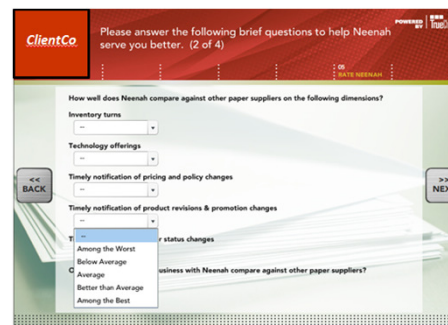 ClientCo
Please answer the following brief questions to help Neenah
serve you better. (2 of 4)
POWERED
BY
05
RATE NEENAH
How well does Neenah compare against other paper suppliers on the following dimensions?
Inventory turns
--
Technology offerings
--
Timely notification of pricing and policy changes
--
Timely notification of product revisions & promotion changes
--
--
r status changes
Among the Worst
Below Average
usiness with Neenah compare against other paper suppliers?
Average
Better than Average
Among the Best
<<
BACK
>>